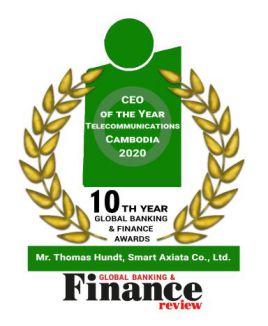 CEO
OF THE YEAR
TELECOMMUNICATIONS
CAMBODIA
2020
10TH YEAR
GLOBAL BANKING
& FINANCE
AWARDS
Mr. Thomas Hundt, Smart Axiata Co., Ltd.
GLOBAL BANKING &
Finance
review